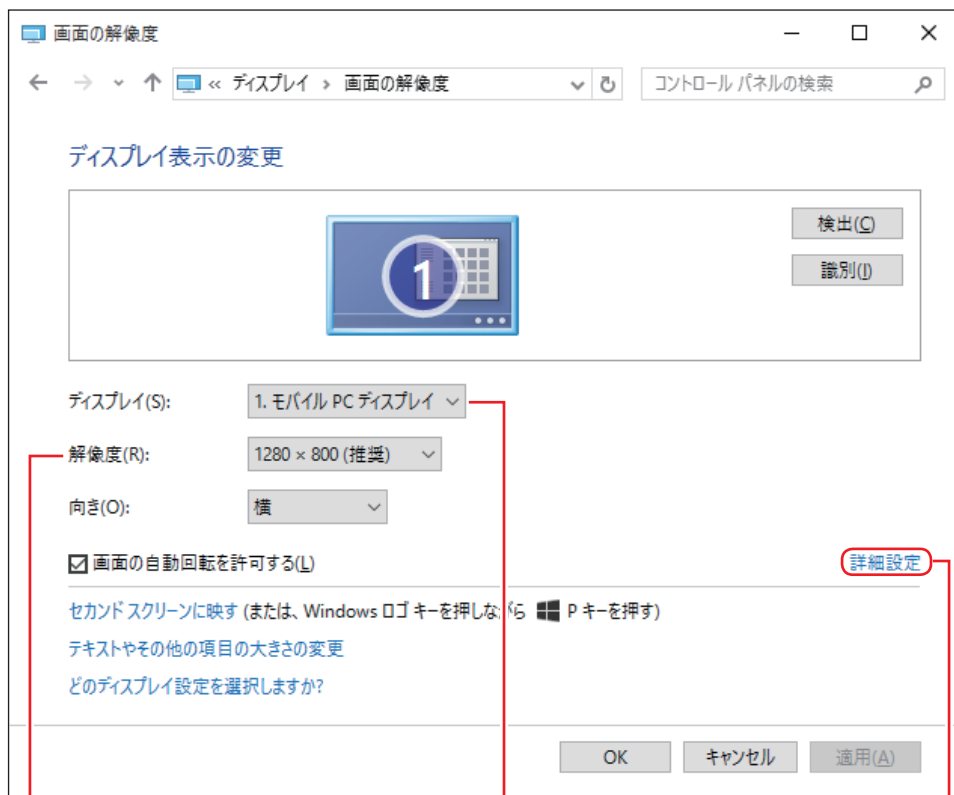 画面の解像度
« ディスプレイ › 画面の解像度
コントロール パネルの検索
ディスプレイ表示の変更
1
検出(C)
識別(I)
ディスプレイ(S):
1. モバイル PC ディスプレイ
解像度(R):
1280 × 800 (推奨)
向き(O):
横
画面の自動回転を許可する(L)
詳細設定
セカンド スクリーンに映す (または、Windows ロゴ キーを押しながら P キーを押す)
テキストやその他の項目の大きさの変更
どのディスプレイ設定を選択しますか?
OK
キャンセル
適用(A)